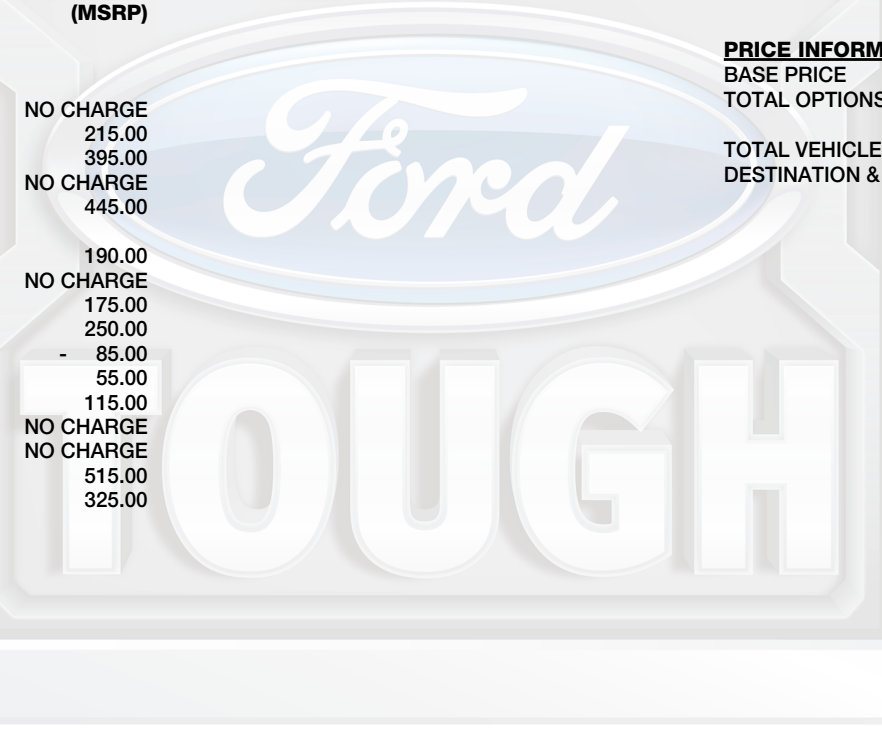 (MSRP)
NO CHARGE
215.00
395.00
NO CHARGE
445.00
190.00
NO CHARGE
175.00
250.00
- 85.00
55.00
115.00
NO CHARGE
NO CHARGE
515.00
325.00
PRICE INFORM
BASE PRICE
TOTAL OPTIONS
TOTAL VEHICLE
DESTINATION &
Ford
TOUGH